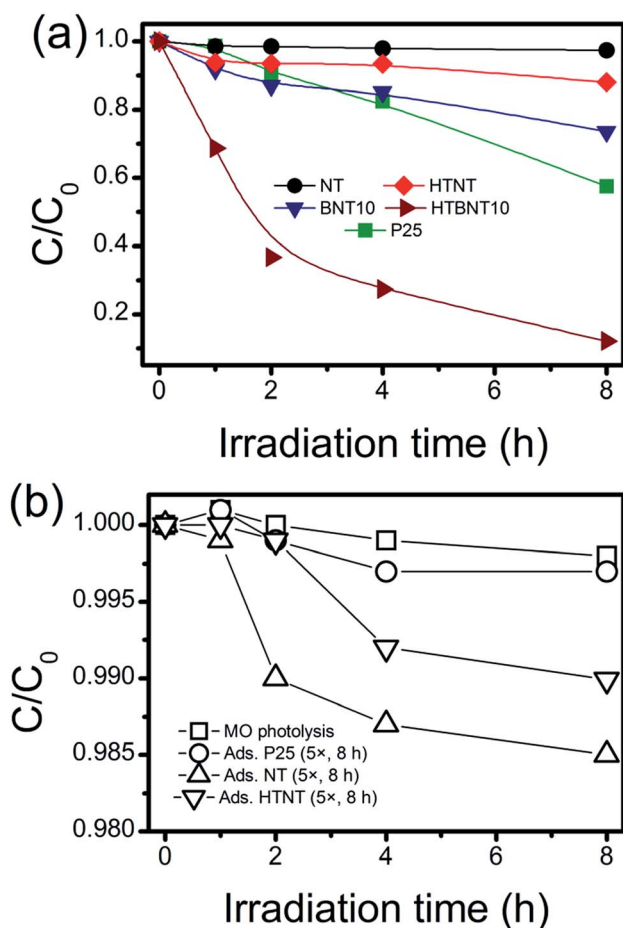 (a)
1.0
0.8
0.6
0.4
0.2
C/C0
NT HTNT
BNT10 HTBNT10
P25
0 2 4 6 8
Irradiation time (h)
(b)
1.000
0.995
0.990
0.985
0.980
C/C0
MO photolysis
Ads. P25 (5×, 8 h)
Ads. NT (5×, 8 h)
Ads. HTNT (5×, 8 h)
0 2 4 6 8
Irradiation time (h)